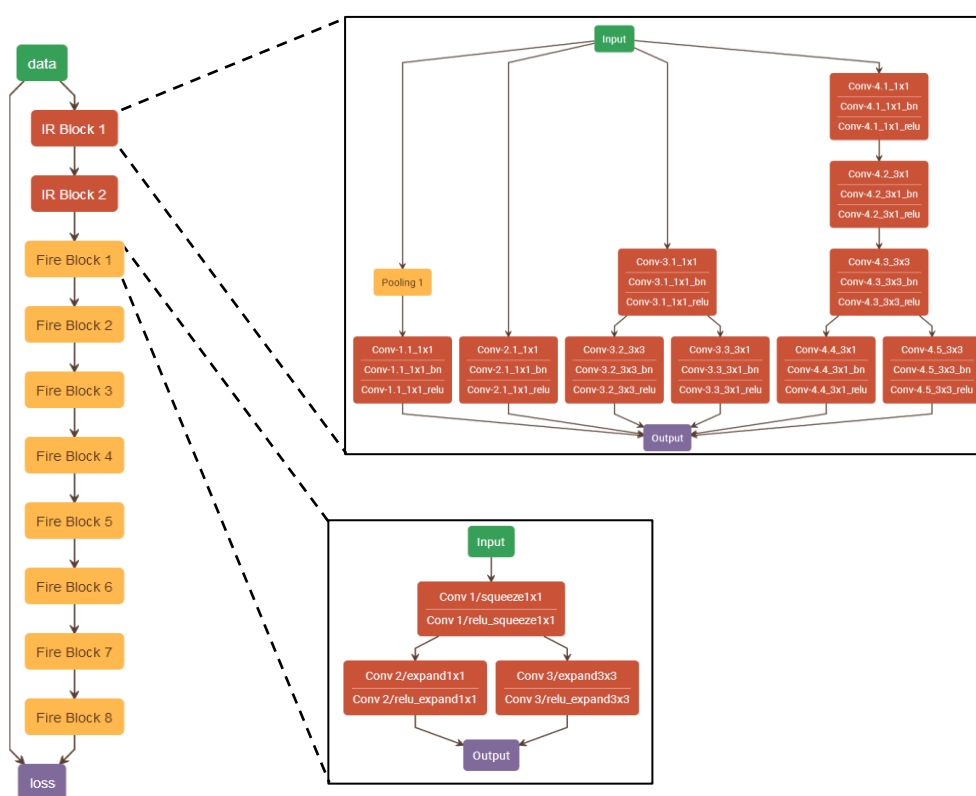 data
IR Block 1
IR Block 2
Fire Block 1
Fire Block 2
Fire Block 3
Fire Block 4
Fire Block 5
Fire Block 6
Fire Block 7
Fire Block 8
loss
Input
Pooling 1
Conv-1.1_1x1
Conv-1.1_1x1_bn
Conv-1.1_1x1_relu
Conv-2.1_1x1
Conv-2.1_1x1_bn
Conv-2.1_1x1_relu
Conv-3.1_1x1
Conv-3.1_1x1_bn
Conv-3.1_1x1_relu
Conv-3.2_3x3
Conv-3.2_3x3_bn
Conv-3.2_3x3_relu
Conv-3.3_3x1
Conv-3.3_3x1_bn
Conv-3.3_3x1_relu
Conv-4.1_1x1
Conv-4.1_1x1_bn
Conv-4.1_1x1_relu
Conv-4.2_3x1
Conv-4.2_3x1_bn
Conv-4.2_3x1_relu
Conv-4.3_3x3
Conv-4.3_3x3_bn
Conv-4.3_3x3_relu
Conv-4.4_3x1
Conv-4.4_3x1_bn
Conv-4.4_3x1_relu
Conv-4.5_3x3
Conv-4.5_3x3_bn
Conv-4.5_3x3_relu
Output
Input
Conv 1/squeeze1x1
Conv 1/relu_squeeze1x1
Conv 2/expand1x1
Conv 2/relu_expand1x1
Conv 3/expand3x3
Conv 3/relu_expand3x3
Output